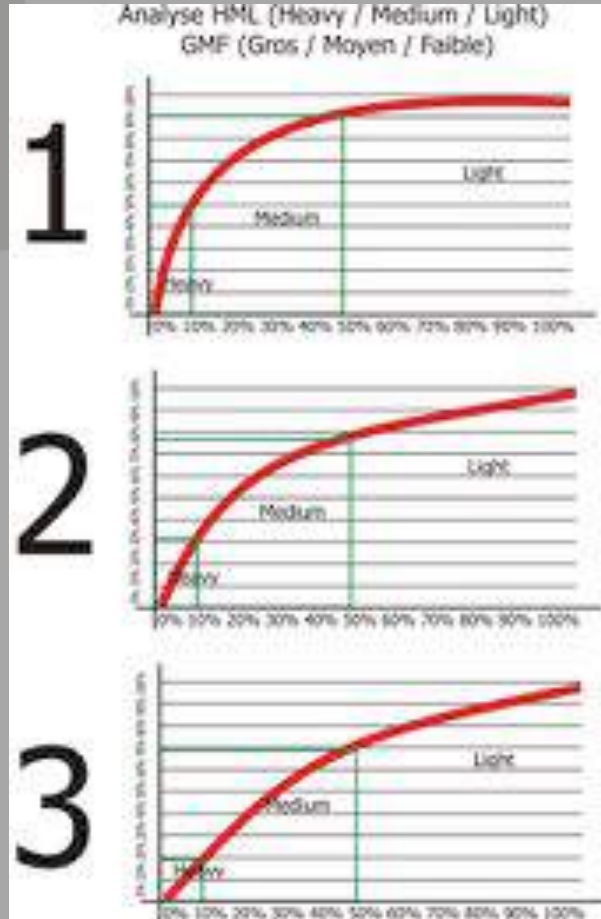 Analyse HML (Heavy / Medium / Light)
GMF (Gros / Moyen / Faible)
1
Light
Medium
Heavy
0% 10% 20% 30% 40% 50% 60% 70% 80% 90% 100%
2
Light
Medium
Heavy
0% 10% 20% 30% 40% 50% 60% 70% 80% 90% 100%
3
Light
Medium
Heavy
0% 10% 20% 30% 40% 50% 60% 70% 80% 90% 100%